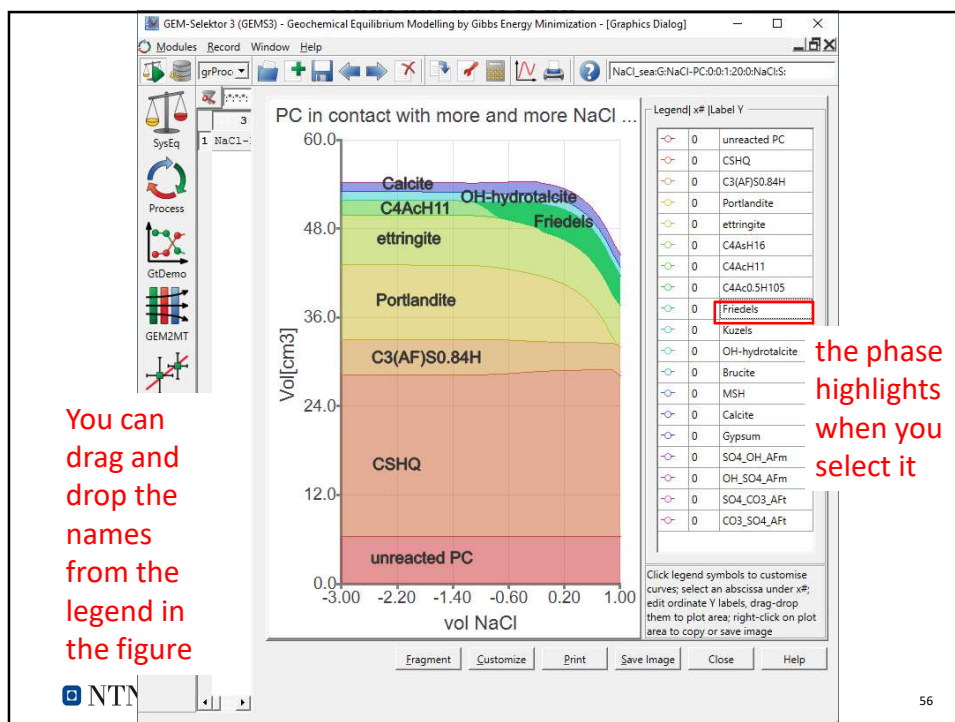 GEM-Selektor 3 (GEMS3) - Geochemical Equilibrium Modelling by Gibbs Energy Minimization - [Graphics Dialog]
Modules Record Window Help
NaCl_sea:G:NaCl-PC:0:0:1:20:0:NaCl:S:
SysEq
Process
GtDemo
GEM2MT
3
1 NaCl-
PC in contact with more and more NaCl ...
60.0
48.0
36.0
24.0
12.0
0.0
Vol[cm3]
Calcite
OH-hydrotalcite
C4AcH11
Friedels
ettringite
Portlandite
C3(AF)S0.84H
CSHQ
unreacted PC
-3.00 -2.20 -1.40 -0.60 0.20 1.00
vol NaCl
Legend| x# |Label Y
0 unreacted PC
0 CSHQ
0 C3(AF)S0.84H
0 Portlandite
0 ettringite
0 C4AsH16
0 C4AcH11
0 C4Ac0.5H105
0 Friedels
0 Kuzels
0 OH-hydrotalcite
0 Brucite
0 MSH
0 Calcite
0 Gypsum
0 SO4_OH_AFm
0 OH_SO4_AFm
0 SO4_CO3_AFt
0 CO3_SO4_AFt
Click legend symbols to customise
curves; select an abscissa under x#;
edit ordinate Y labels, drag-drop
them to plot area; right-click on plot
area to copy or save image
Fragment Customize Print Save Image Close Help
You can
drag and
drop the
names
from the
legend in
the figure
the phase
highlights
when you
select it
56